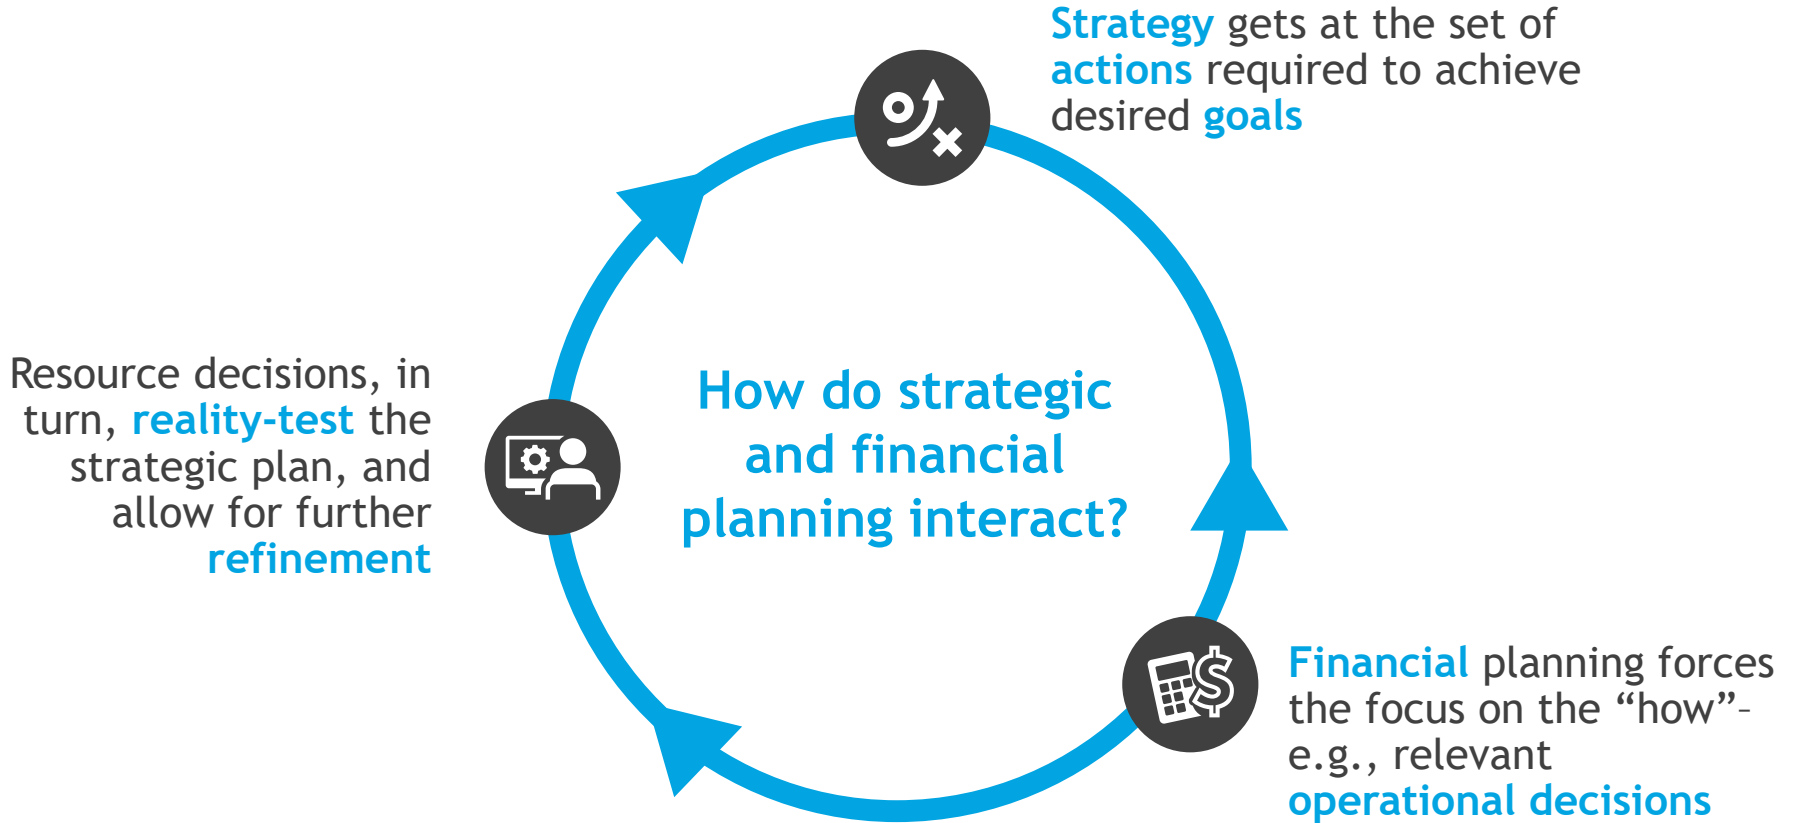 Strategy gets at the set of
actions required to achieve
desired goals
Resource decisions, in
turn, reality-test the
strategic plan, and
allow for further
refinement
How do strategic
and financial
planning interact?
Financial planning forces
the focus on the “how”–
e.g., relevant
operational decisions